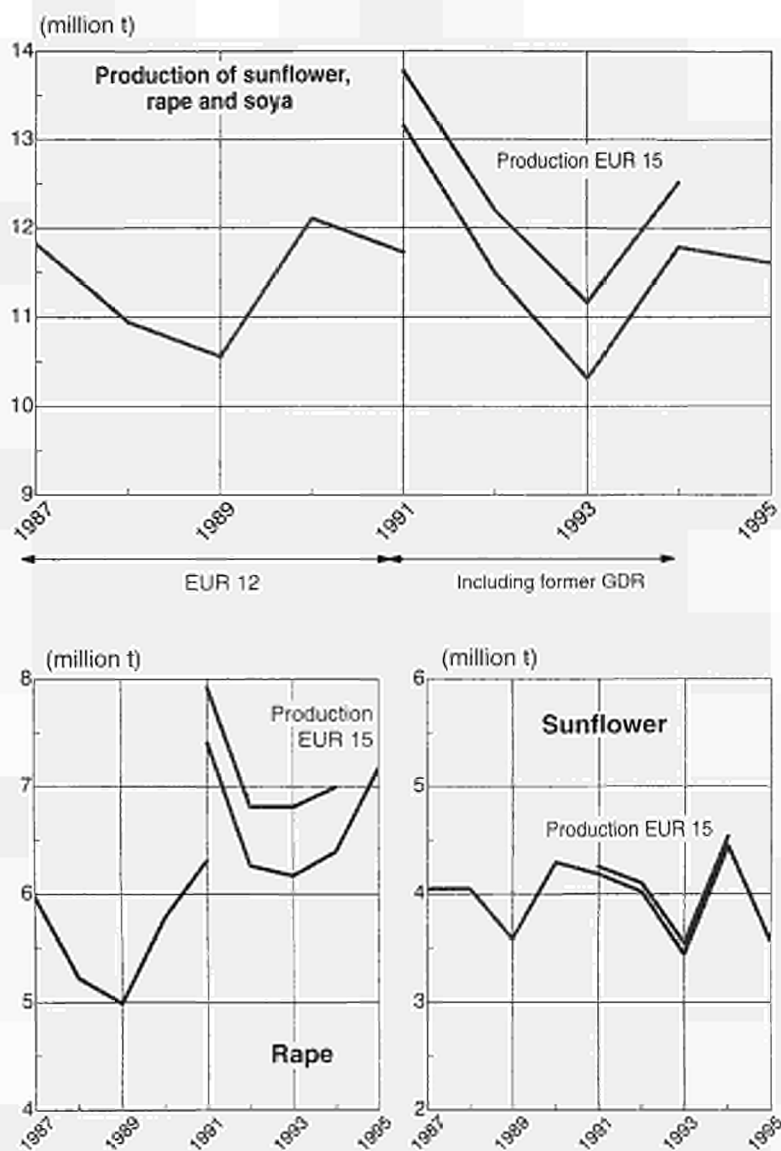 (million t)
14
Production of sunflower,
rape and soya
13
Production EUR 15
12
11
10
9
1987
1989
1991
1993
1995
EUR 12
Including former GDR
(million t)
8
Production
EUR 15
7
6
5
Rape
4
1987
1989
1991
1993
1995
(million t)
6
Sunflower
5
Production EUR 15
4
3
2
1987
1989
1991
1993
1995